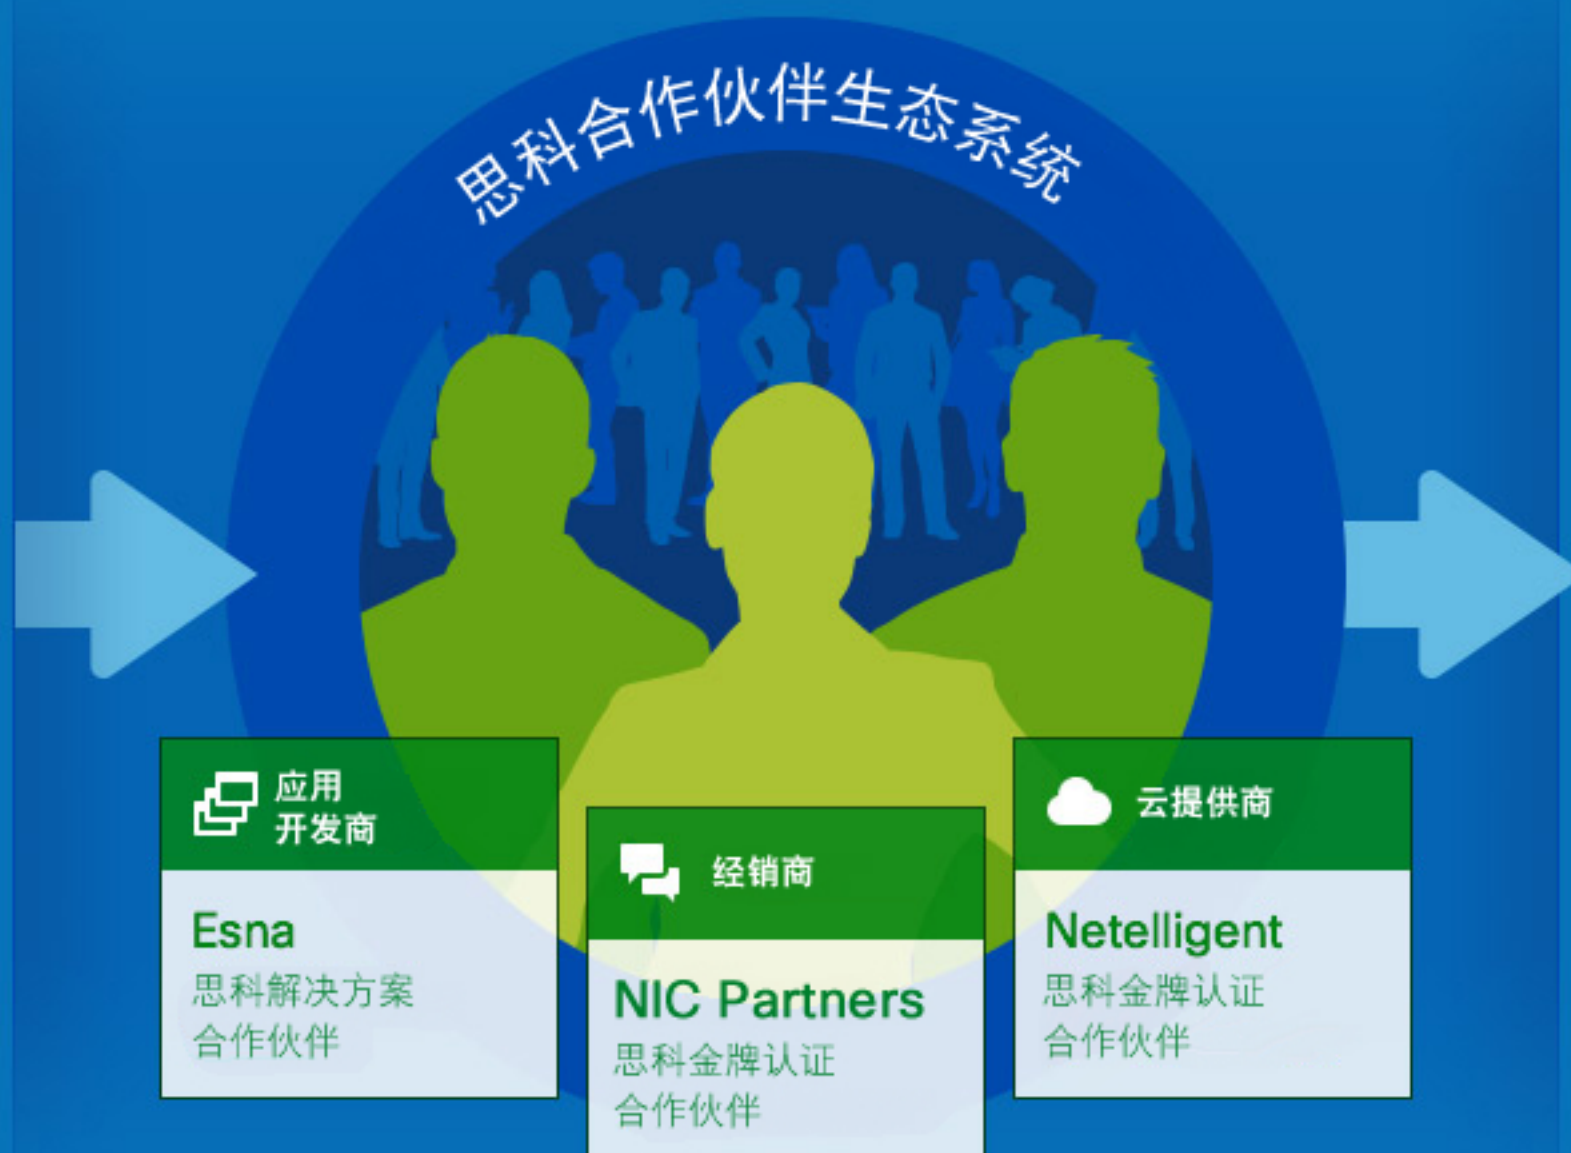 思科合作伙伴生态系统
应用
开发商
Esna
思科解决方案
合作伙伴
经销商
NIC Partners
思科金牌认证
合作伙伴
云提供商
Netelligent
思科金牌认证
合作伙伴